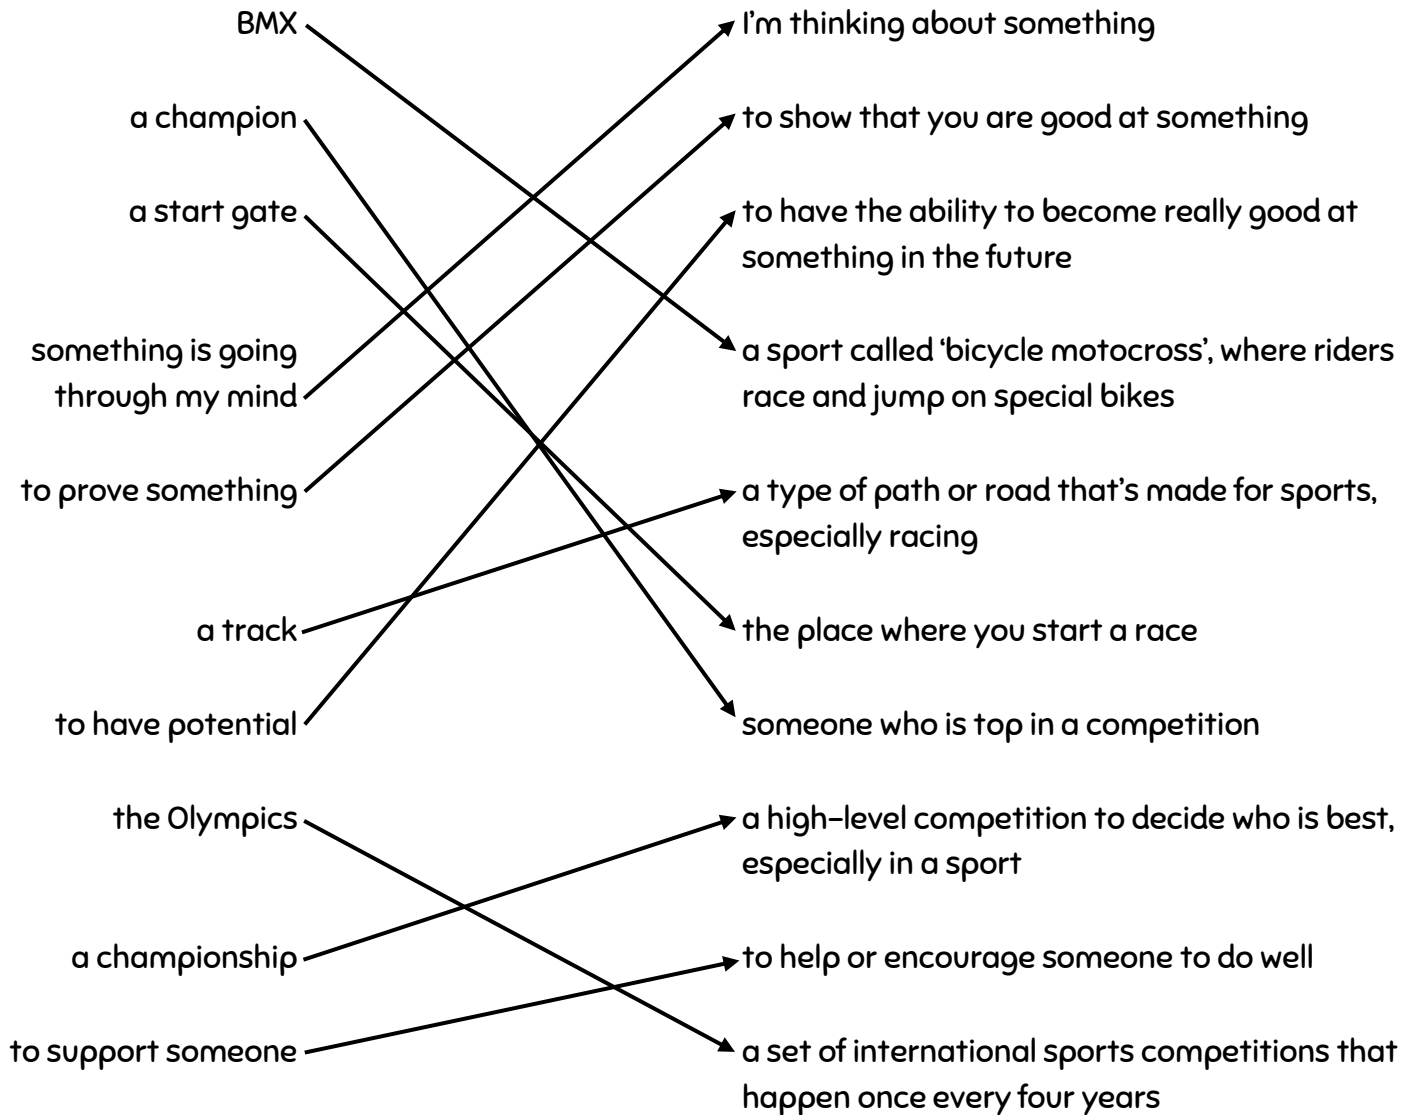 BMX
a champion
a start gate
something is going
through my mind
to prove something
a track
to have potential
the Olympics
a championship
to support someone
I'm thinking about something
to show that you are good at something
to have the ability to become really good at
something in the future
a sport called ‘bicycle motocross’, where riders
race and jump on special bikes
a type of path or road that's made for sports,
especially racing
the place where you start a race
someone who is top in a competition
a high-level competition to decide who is best,
especially in a sport
to help or encourage someone to do well
a set of international sports competitions that
happen once every four years